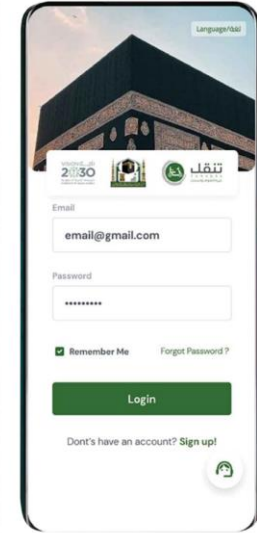 Language/اللغة
2030
تنقل
Email
email@gmail.com
Password
•••••••••
Remember Me
Forgot Password ?
Login
Dont's have an account? Sign up!